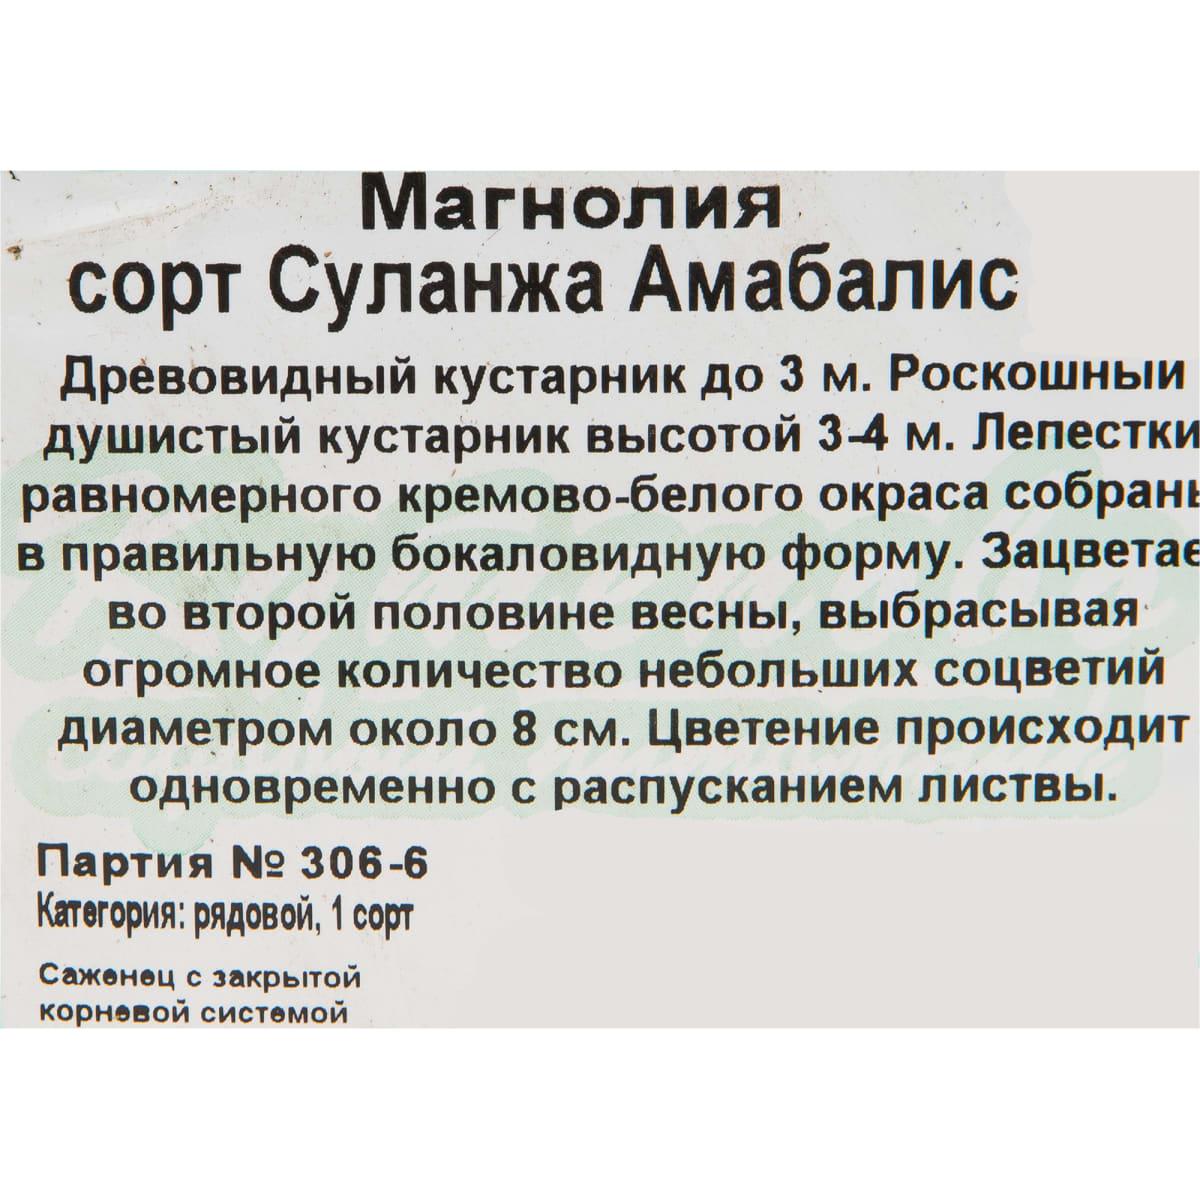 Магнолия
сорт Суланжа Амабалис
Древовидный кустарник до 3 м. Роскошный
душистый кустарник высотой 3-4 м. Лепестки
равномерного кремово-белого окраса собраны
в правильную бокаловидную форму. Зацветае
во второй половине весны, выбрасывая
огромное количество небольших соцветий
диаметром около 8 см. Цветение происходит
одновременно с распусканием листвы.
Партия № 306-6
Категория: рядовой, 1 сорт
Саженец с закрытой
корневой системой